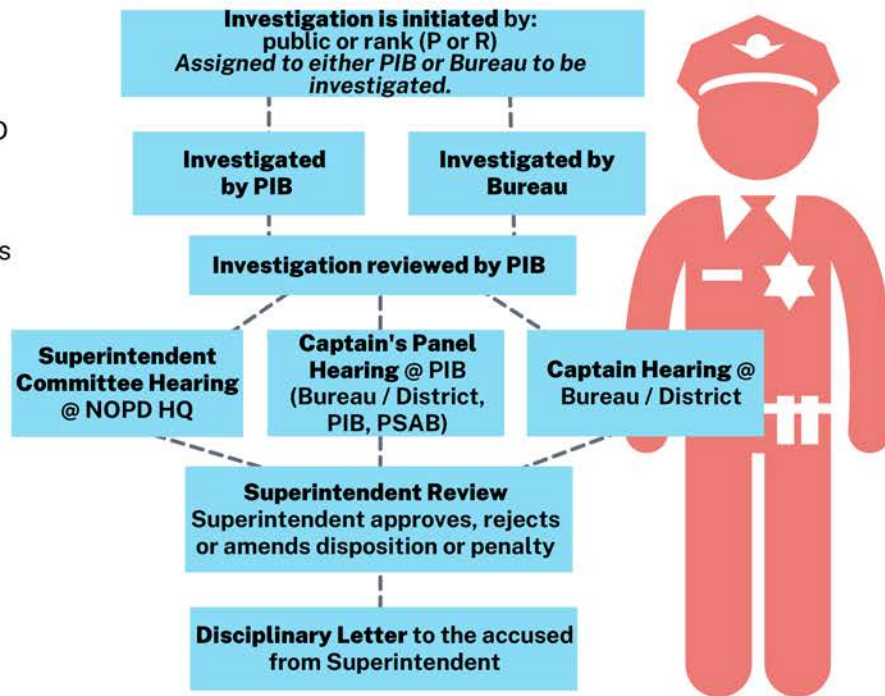 Investigation is initiated by:
public or rank (P or R)
Assigned to either PIB or Bureau to be
investigated.
Investigated
by PIB
Investigated by
Bureau
Investigation reviewed by PIB
Superintendent
Committee Hearing
@ NOPD HQ
Captain's Panel
Hearing @ PIB
(Bureau / District,
PIB, PSAB)
Captain Hearing @
Bureau / District
Superintendent Review
Superintendent approves, rejects
or amends disposition or penalty
Disciplinary Letter to the accused
from Superintendent